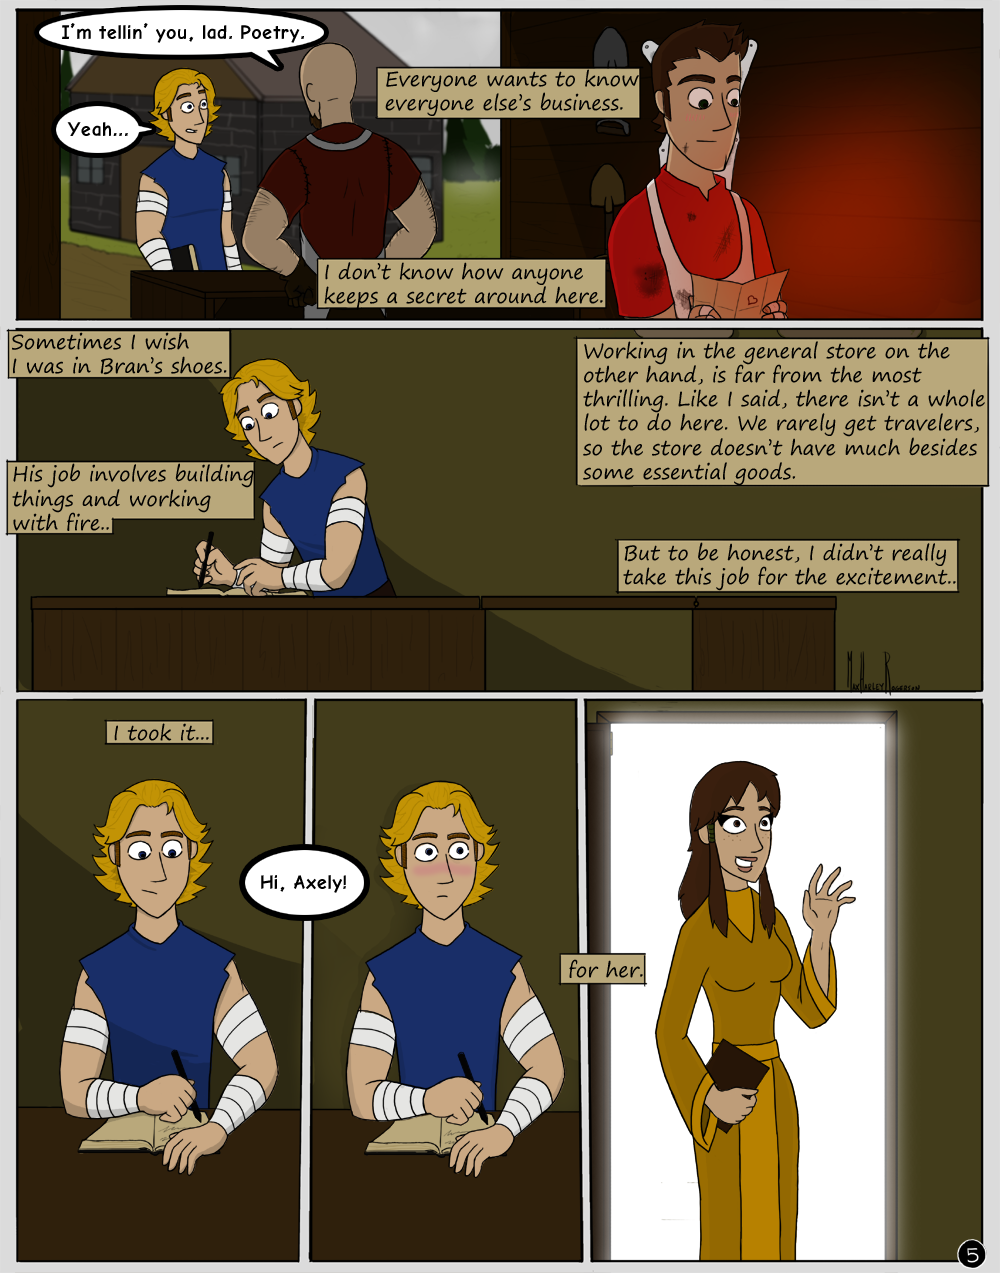 I'm tellin' you, lad. Poetry.
Yeah...
Everyone wants to know
everyone else's business.
I don't know how anyone
keeps a secret around here.
Sometimes I wish
I was in Bran's shoes.
His job involves building
things and working
with fire..
Working in the general store on the
other hand, is far from the most
thrilling. Like I said, there isn't a whole
lot to do here. We rarely get travelers,
so the store doesn't have much besides
some essential goods.
But to be honest, I didn't really
take this job for the excitement..
I took it...
Hi, Axely!
for her.
5